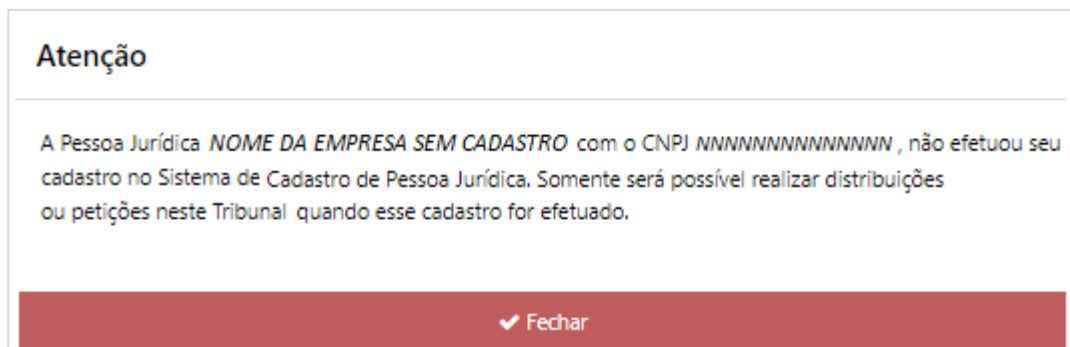 Atenção
A Pessoa Jurídica NOME DA EMPRESA SEM CADASTRO com o CNPJ NNNNNNNNNNNNNN , não efetuou seu
cadastro no Sistema de Cadastro de Pessoa Jurídica. Somente será possível realizar distribuições
ou petições neste Tribunal quando esse cadastro for efetuado.
✔ Fechar